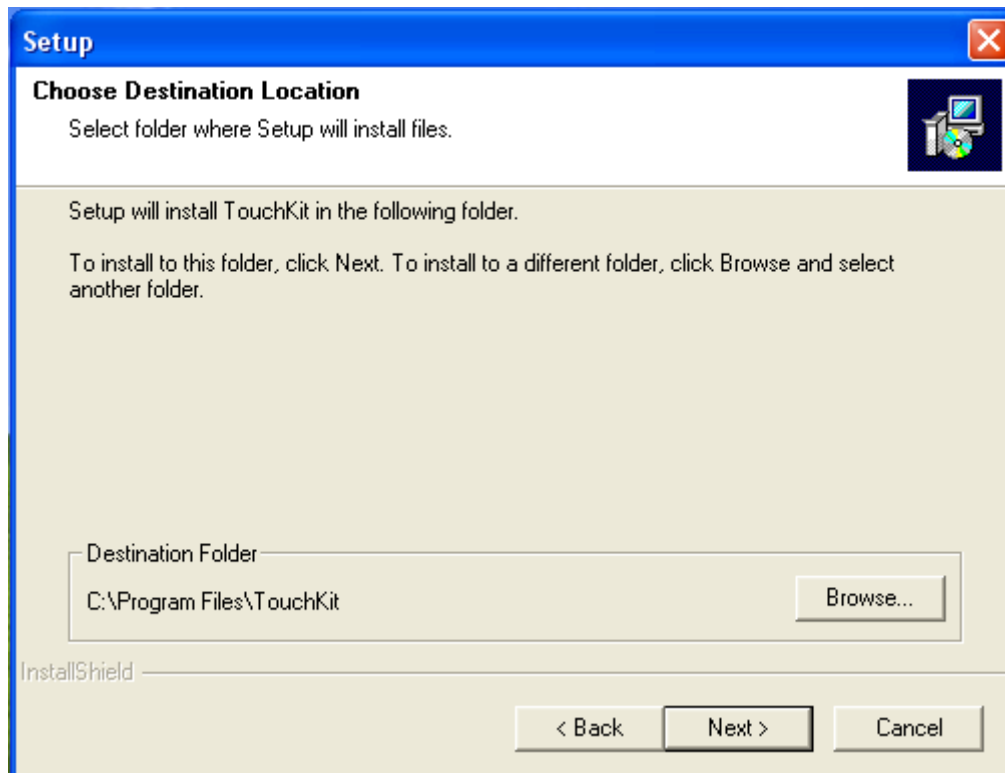 Setup
Choose Destination Location
Select folder where Setup will install files.
Setup will install TouchKit in the following folder.
To install to this folder, click Next. To install to a different folder, click Browse and select
another folder.
Destination Folder
C:\Program Files\TouchKit
Browse...
InstallShield
< Back
Next >
Cancel